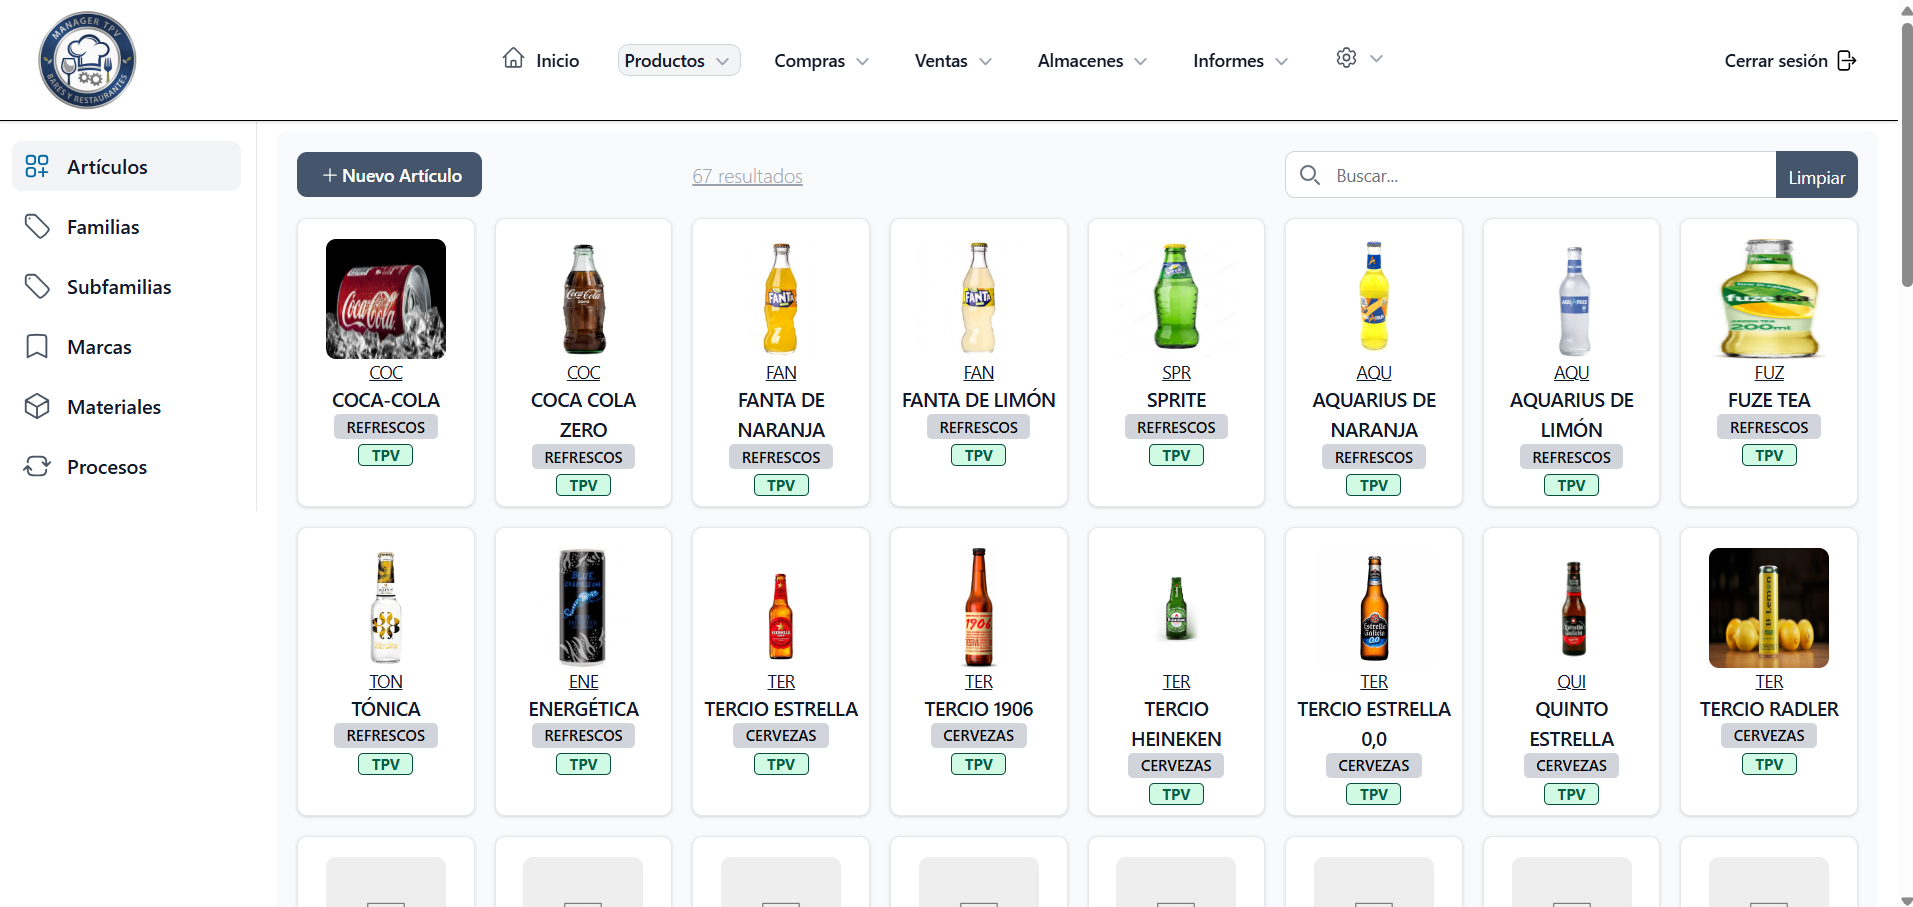 MANAGER TPV
BARES Y RESTAURANTES
Inicio
Productos
Compras
Ventas
Almacenes
Informes
Cerrar sesión
Artículos
Familias
Subfamilias
Marcas
Materiales
Procesos
+ Nuevo Artículo
67 resultados
Buscar...
Limpiar
COC
COCA-COLA
REFRESCOS
TPV
COC
COCA COLA
ZERO
REFRESCOS
TPV
FAN
FANTA DE
NARANJA
REFRESCOS
TPV
FAN
FANTA DE LIMÓN
REFRESCOS
TPV
SPR
SPRITE
REFRESCOS
TPV
AQU
AQUARIUS DE
NARANJA
REFRESCOS
TPV
AQU
AQUARIUS DE
LIMÓN
REFRESCOS
TPV
FUZ
FUZE TEA
REFRESCOS
TPV
TON
TÓNICA
REFRESCOS
TPV
ENE
ENERGÉTICA
REFRESCOS
TPV
TER
TERCIO ESTRELLA
CERVEZAS
TPV
TER
TERCIO 1906
CERVEZAS
TPV
TER
TERCIO
HEINEKEN
CERVEZAS
TPV
TER
TERCIO ESTRELLA
0,0
CERVEZAS
TPV
QUI
QUINTO
ESTRELLA
CERVEZAS
TPV
TER
TERCIO RADLER
CERVEZAS
TPV